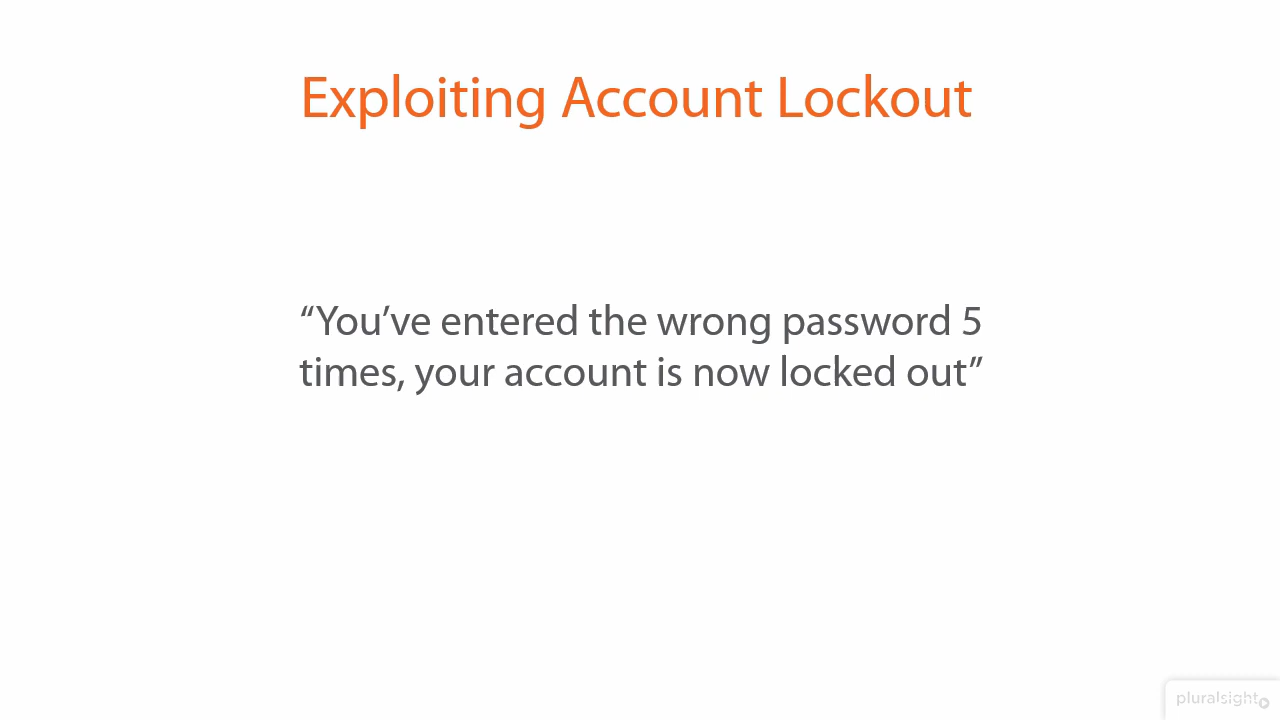 Exploiting Account Lockout
“You’ve entered the wrong password 5
times, your account is now locked out”
pluralsight